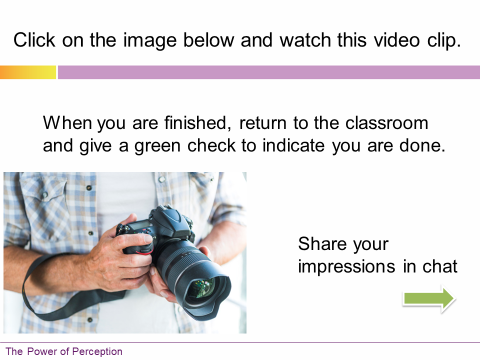 Click on the image below and watch this video clip.
When you are finished, return to the classroom
and give a green check to indicate you are done.
Share your
impressions in chat
The Power of Perception